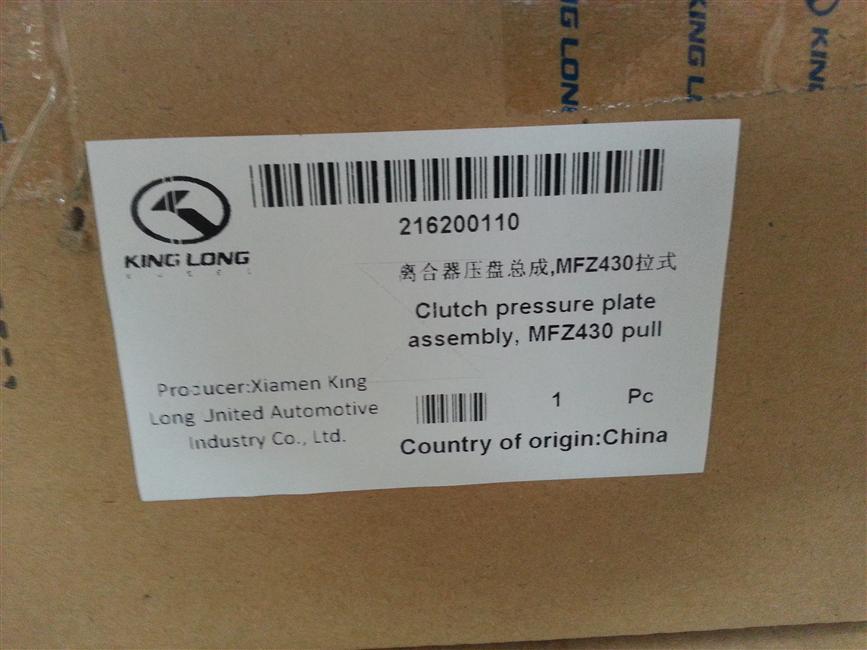 KING LONG
KING LONG
KING
KING LONG
216200110
离合器压盘总成,MFZ430拉式
Clutch pressure plate
assembly, MFZ430 pull
Producer:Xiamen King
Long United Automotive
Industry Co., Ltd.
1 Pc
Country of origin:China